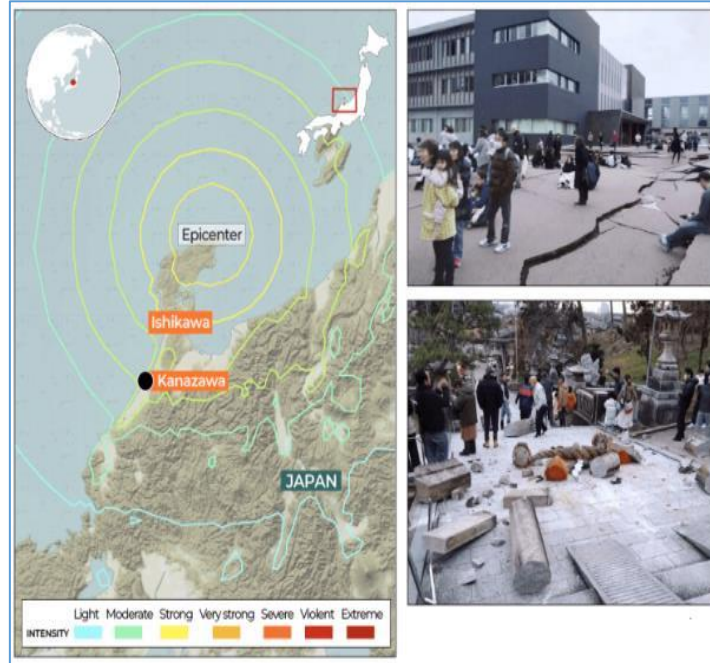 Epicenter
Ishikawa
Kanazawa
JAPAN
Light Moderate Strong Very strong Severe Violent Extreme
INTENSITY